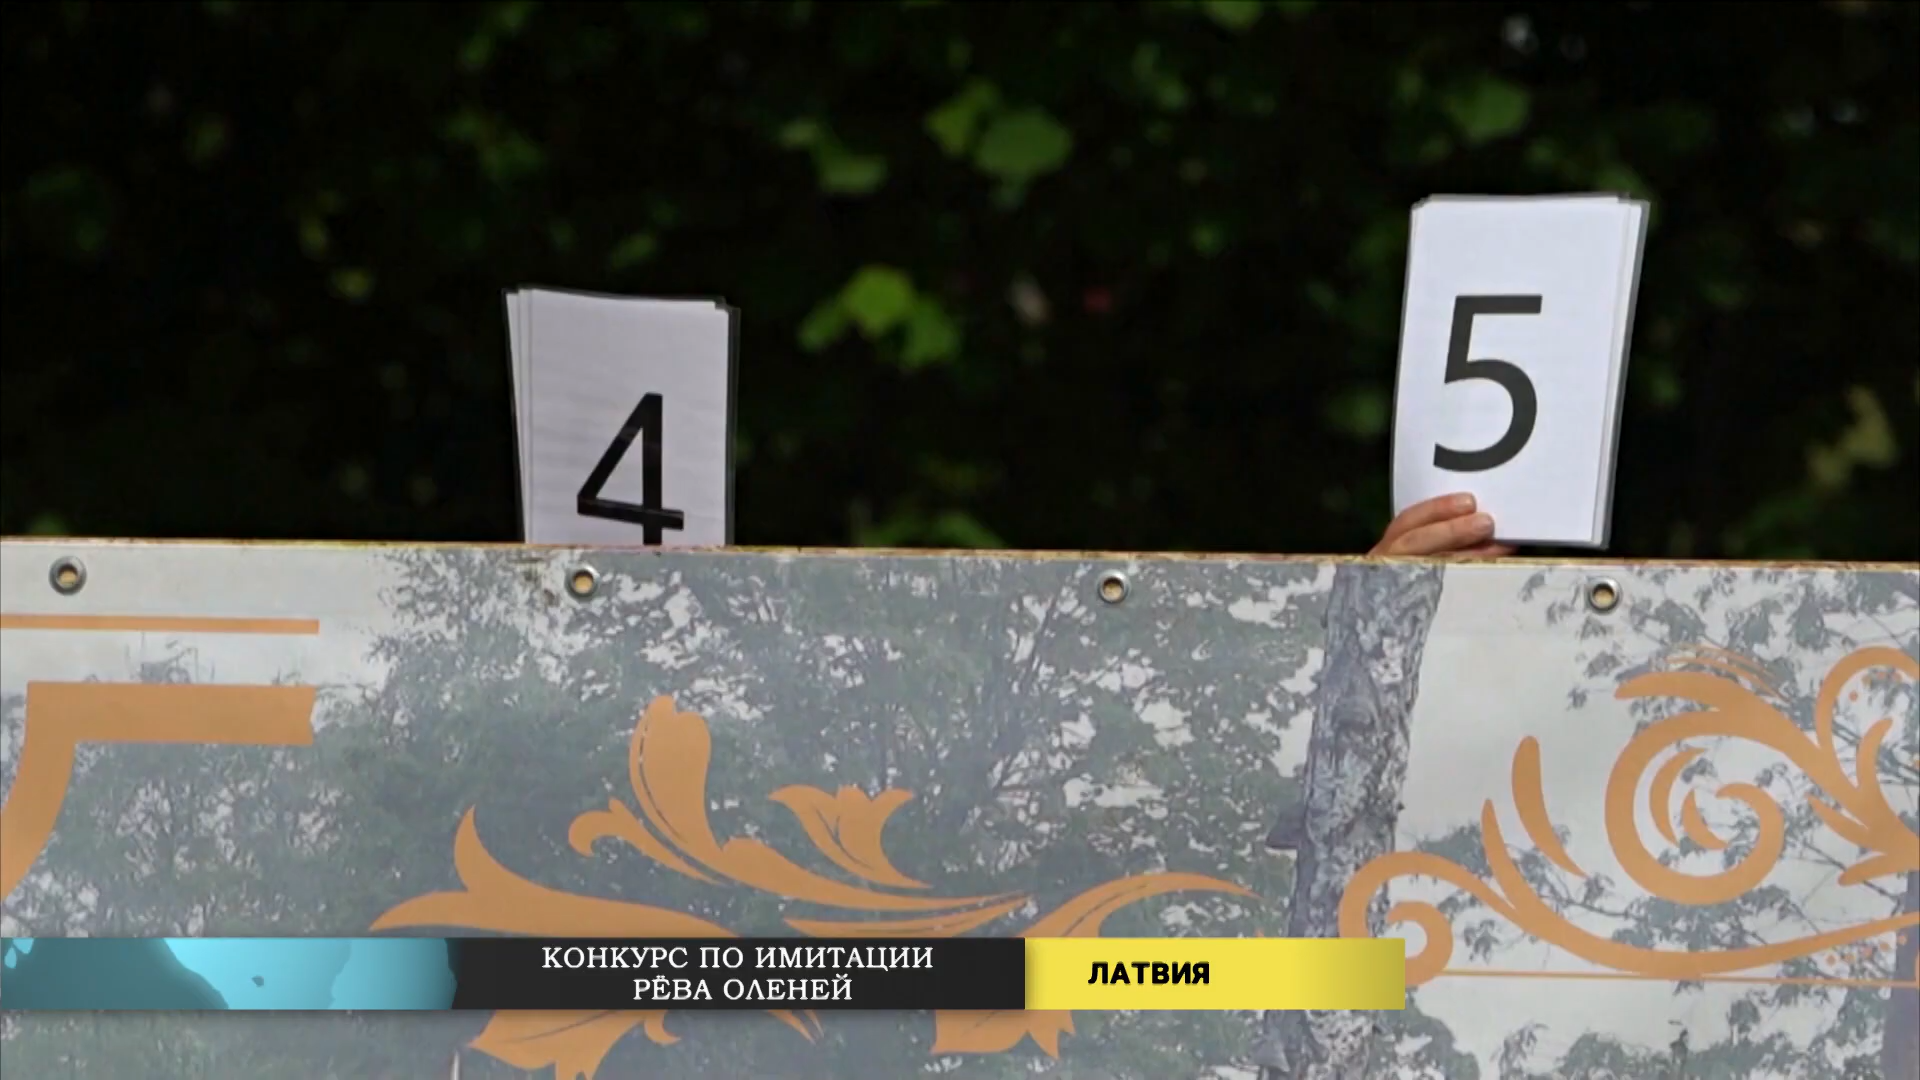 4
5
КОНКУРС ПО ИМИТАЦИИ
РЁВА ОЛЕНЕЙ
ЛАТВИЯ